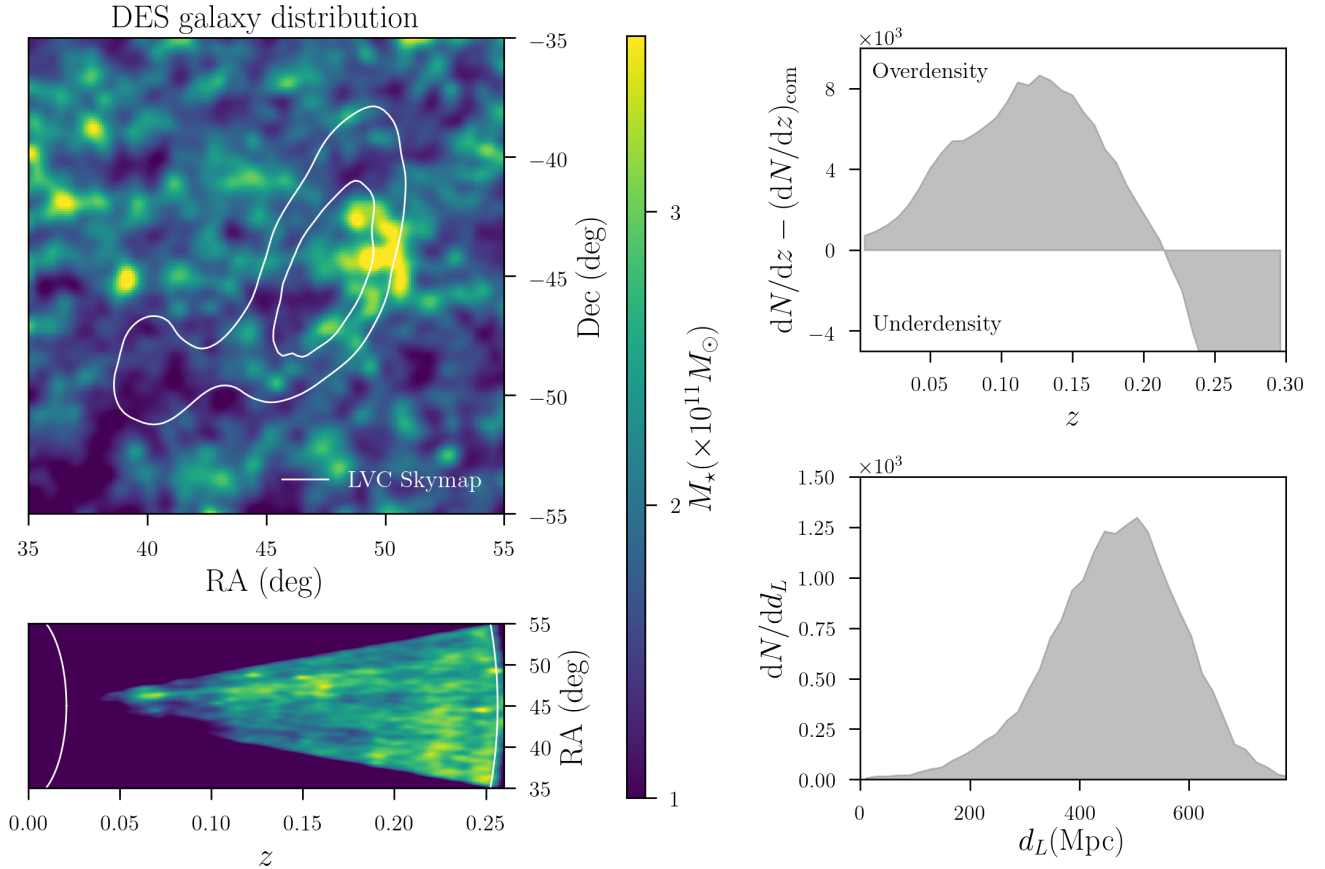 DES galaxy distribution
−35
−40
−45
−50
−55
Dec (deg)
LVC Skymap
35 40 45 50 55
RA (deg)
3
2
1
M⋆(×10¹¹M⊙)
55
50
45
40
35
RA (deg)
0.00 0.05 0.10 0.15 0.20 0.25
z
×10³
Overdensity
8
4
0
−4
Underdensity
dN/dz − (dN/dz)com
0.05 0.10 0.15 0.20 0.25 0.30
z
×10³
1.50
1.25
1.00
0.75
0.50
0.25
0.00
dN/ddL
0 200 400 600
dL(Mpc)